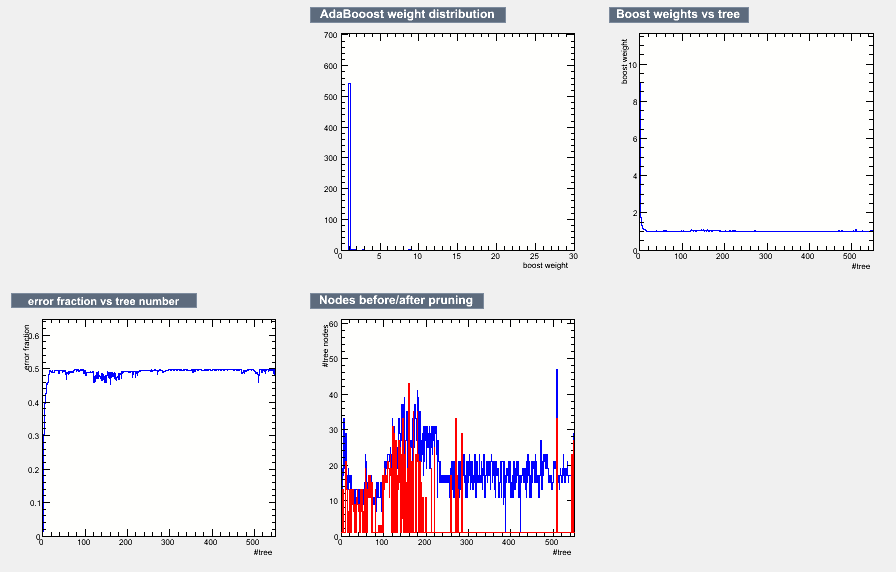 AdaBooost weight distribution
Boost weights vs tree
700
600
500
400
300
200
100
0
0 5 10 15 20 25 30
boost weight
boost weight
10
8
6
4
2
0
0 100 200 300 400 500
#tree
error fraction vs tree number
Nodes before/after pruning
error fraction
0.6
0.5
0.4
0.3
0.2
0.1
0
0 100 200 300 400 500
#tree
#tree nodes
60
50
40
30
20
10
0
0 100 200 300 400 500
#tree